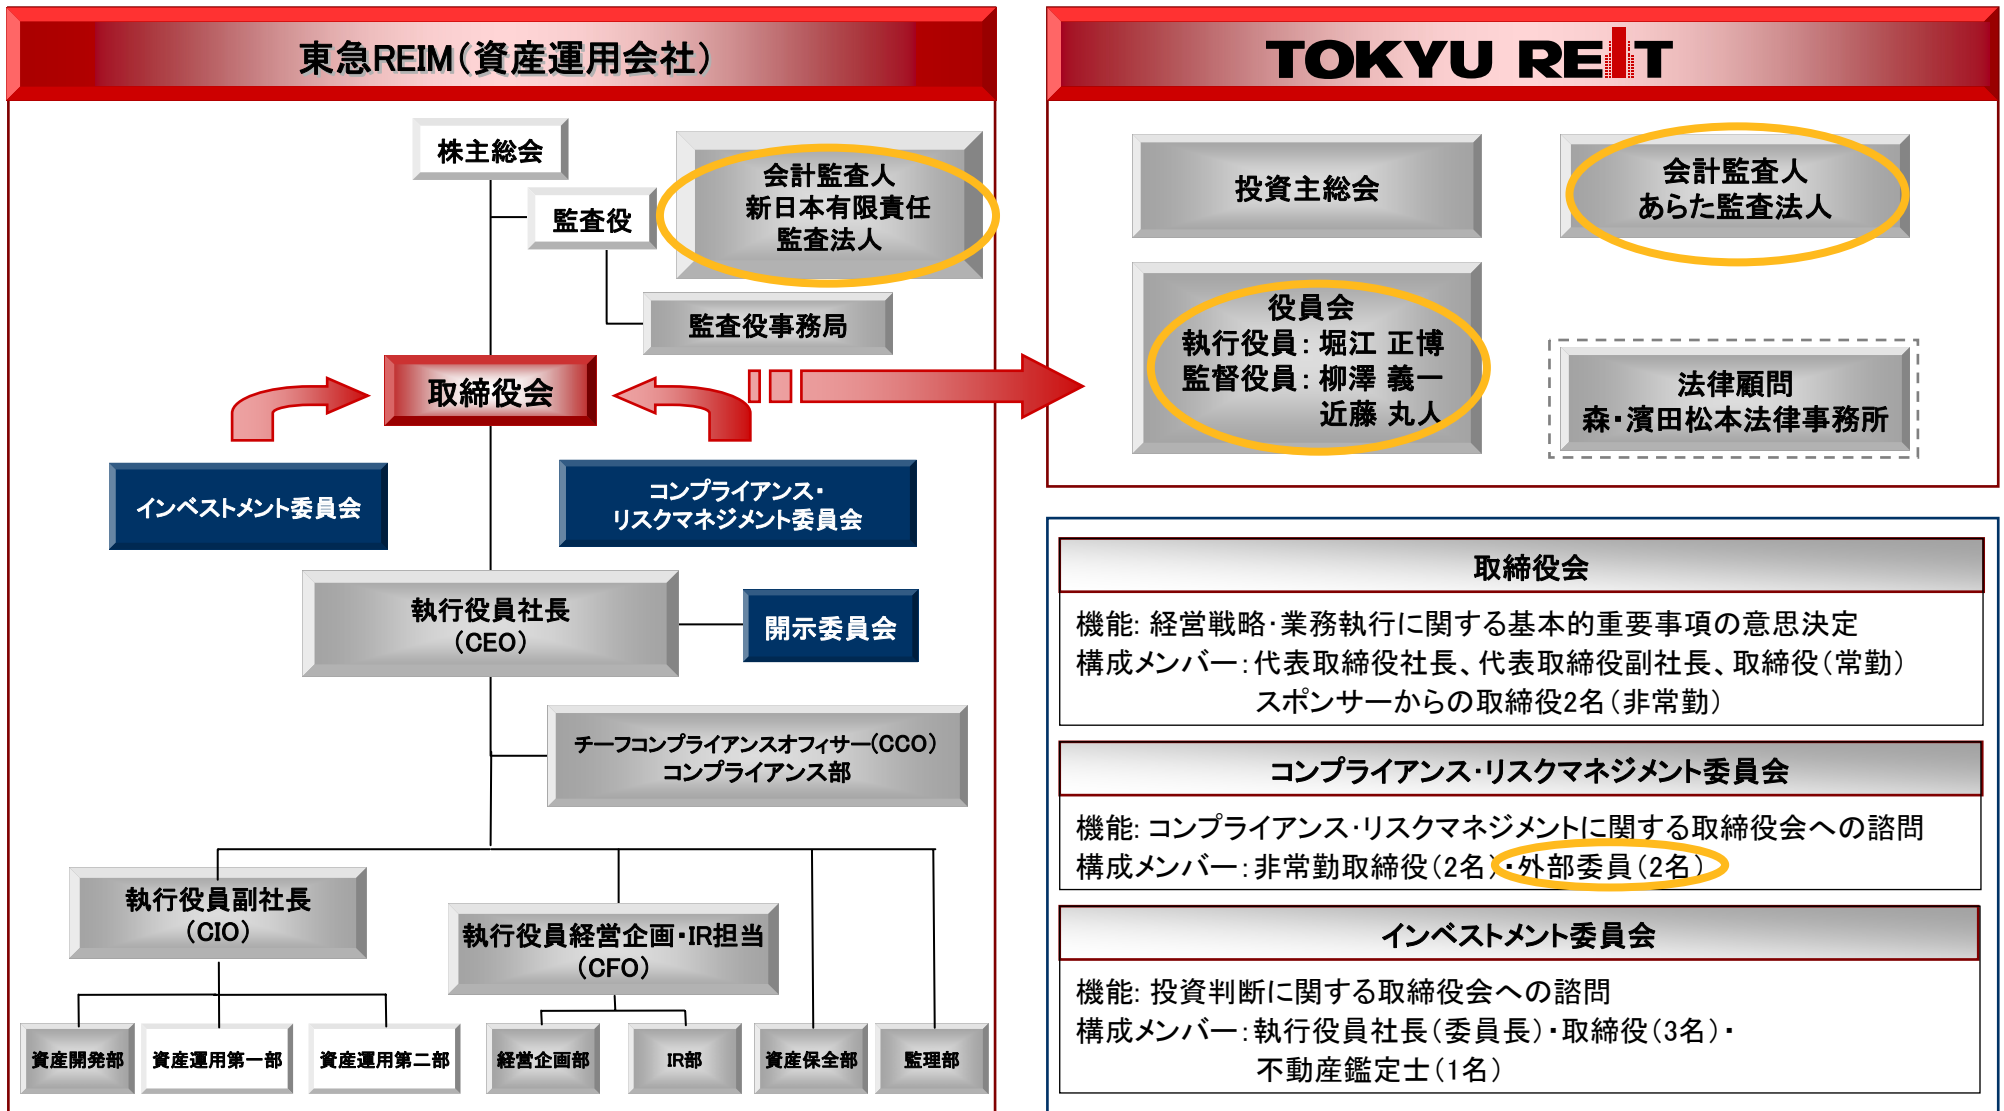 東急REIM(資産運用会社)
株主総会
監査役
会計監査人
新日本有限責任
監査法人
監査役事務局
取締役会
インベストメント委員会
コンプライアンス・
リスクマネジメント委員会
執行役員社長
(CEO)
開示委員会
チーフコンプライアンスオフィサー(CCO)
コンプライアンス部
執行役員副社長
(CIO)
執行役員経営企画・IR担当
(CFO)
資産開発部
資産運用第一部
資産運用第二部
経営企画部
IR部
資産保全部
監理部
TOKYU REIT
投資主総会
会計監査人
あらた監査法人
役員会
執行役員：堀江 正博
監督役員：柳澤 義一
近藤 丸人
法律顧問
森・濱田松本法律事務所
取締役会
機能: 経営戦略・業務執行に関する基本的重要事項の意思決定
構成メンバー：代表取締役社長、代表取締役副社長、取締役(常勤)
スポンサーからの取締役2名(非常勤)
コンプライアンス・リスクマネジメント委員会
機能: コンプライアンス・リスクマネジメントに関する取締役会への諮問
構成メンバー：非常勤取締役(2名)・外部委員(2名)
インベストメント委員会
機能: 投資判断に関する取締役会への諮問
構成メンバー：執行役員社長(委員長)・取締役(3名)・
不動産鑑定士(1名)